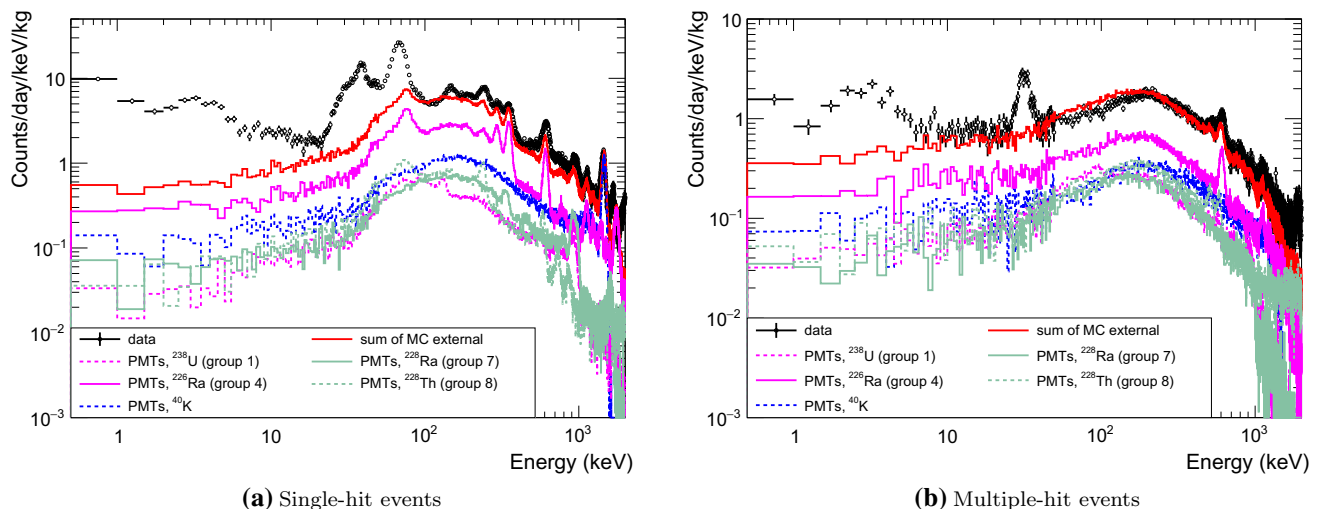 Counts/day/keV/kg
10
1
10⁻¹
10⁻²
10⁻³
1 10 10² 10³
Energy (keV)
data
sum of MC external
PMTs, ²³⁸U (group 1)
PMTs, ²²⁸Ra (group 7)
PMTs, ²²⁶Ra (group 4)
PMTs, ²²⁸Th (group 8)
PMTs, ⁴⁰K
(a) Single-hit events
Counts/day/keV/kg
10
1
10⁻¹
10⁻²
10⁻³
1 10 10² 10³
Energy (keV)
data
sum of MC external
PMTs, ²³⁸U (group 1)
PMTs, ²²⁸Ra (group 7)
PMTs, ²²⁶Ra (group 4)
PMTs, ²²⁸Th (group 8)
PMTs, ⁴⁰K
(b) Multiple-hit events